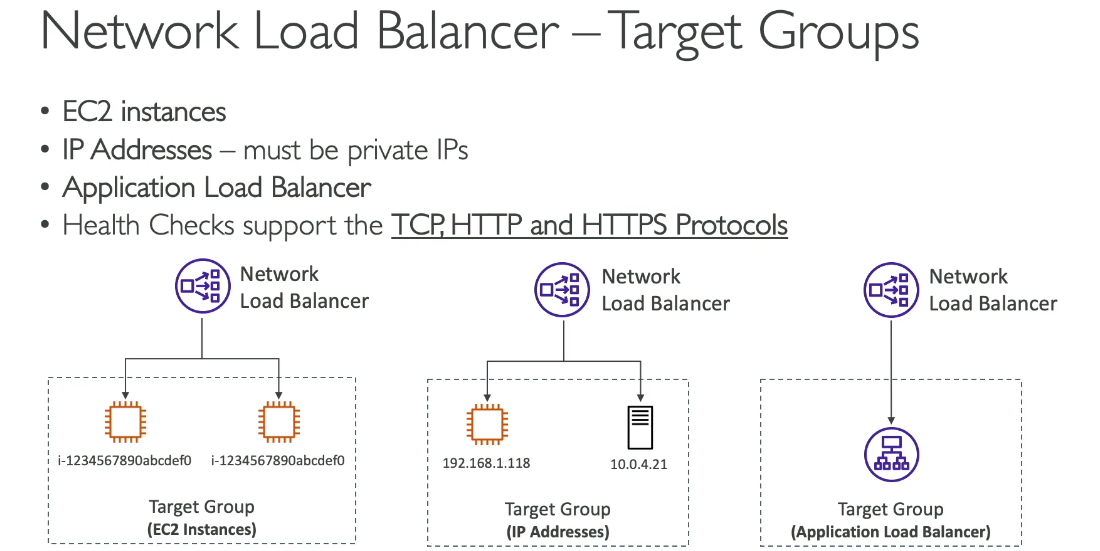 Network Load Balancer – Target Groups
• EC2 instances
• IP Addresses – must be private IPs
• Application Load Balancer
• Health Checks support the TCP, HTTP and HTTPS Protocols
Network
Load Balancer
i-1234567890abcdef0
i-1234567890abcdef0
Target Group
(EC2 Instances)
Network
Load Balancer
192.168.1.118
10.0.4.21
Target Group
(IP Addresses)
Network
Load Balancer
Target Group
(Application Load Balancer)